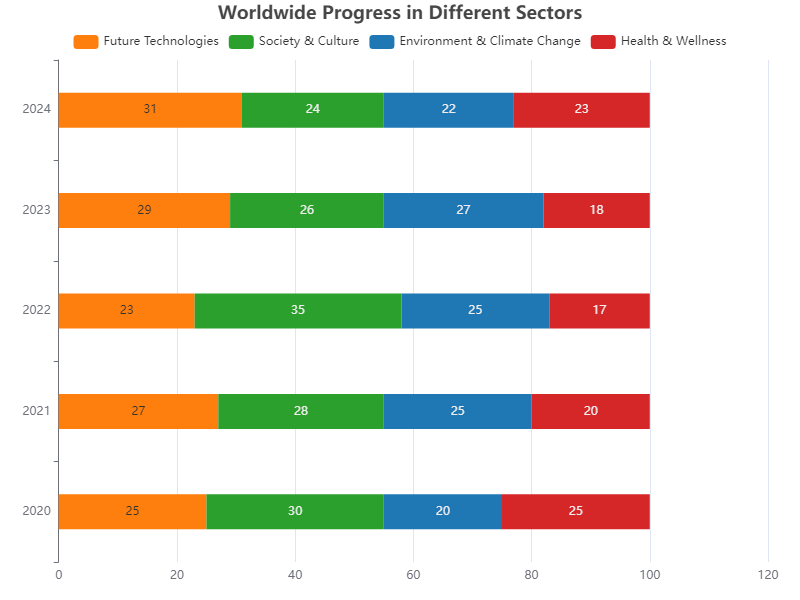 Worldwide Progress in Different Sectors
Future Technologies Society & Culture Environment & Climate Change Health & Wellness
2024 31 24 22 23
2023 29 26 27 18
2022 23 35 25 17
2021 27 28 25 20
2020 25 30 20 25
0 20 40 60 80 100 120